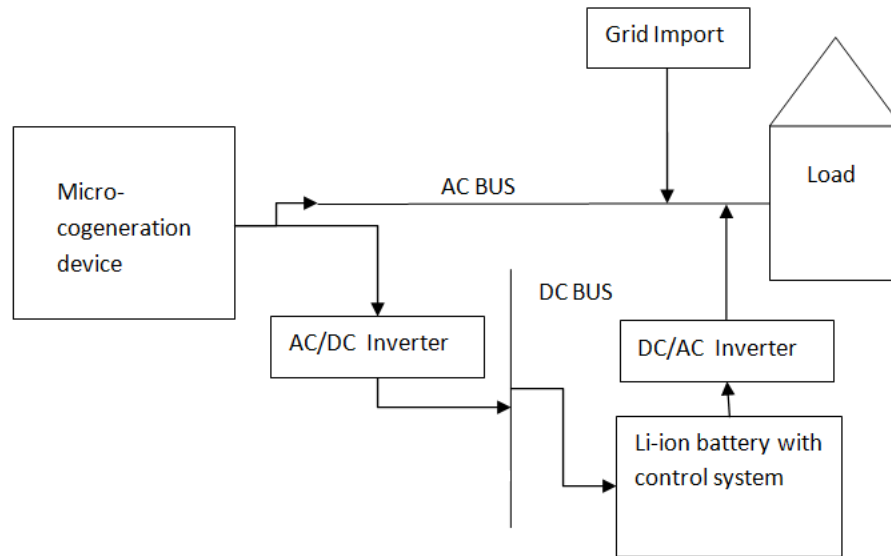 Grid Import
Micro-
cogeneration
device
AC BUS
Load
DC BUS
AC/DC Inverter
DC/AC Inverter
Li-ion battery with
control system